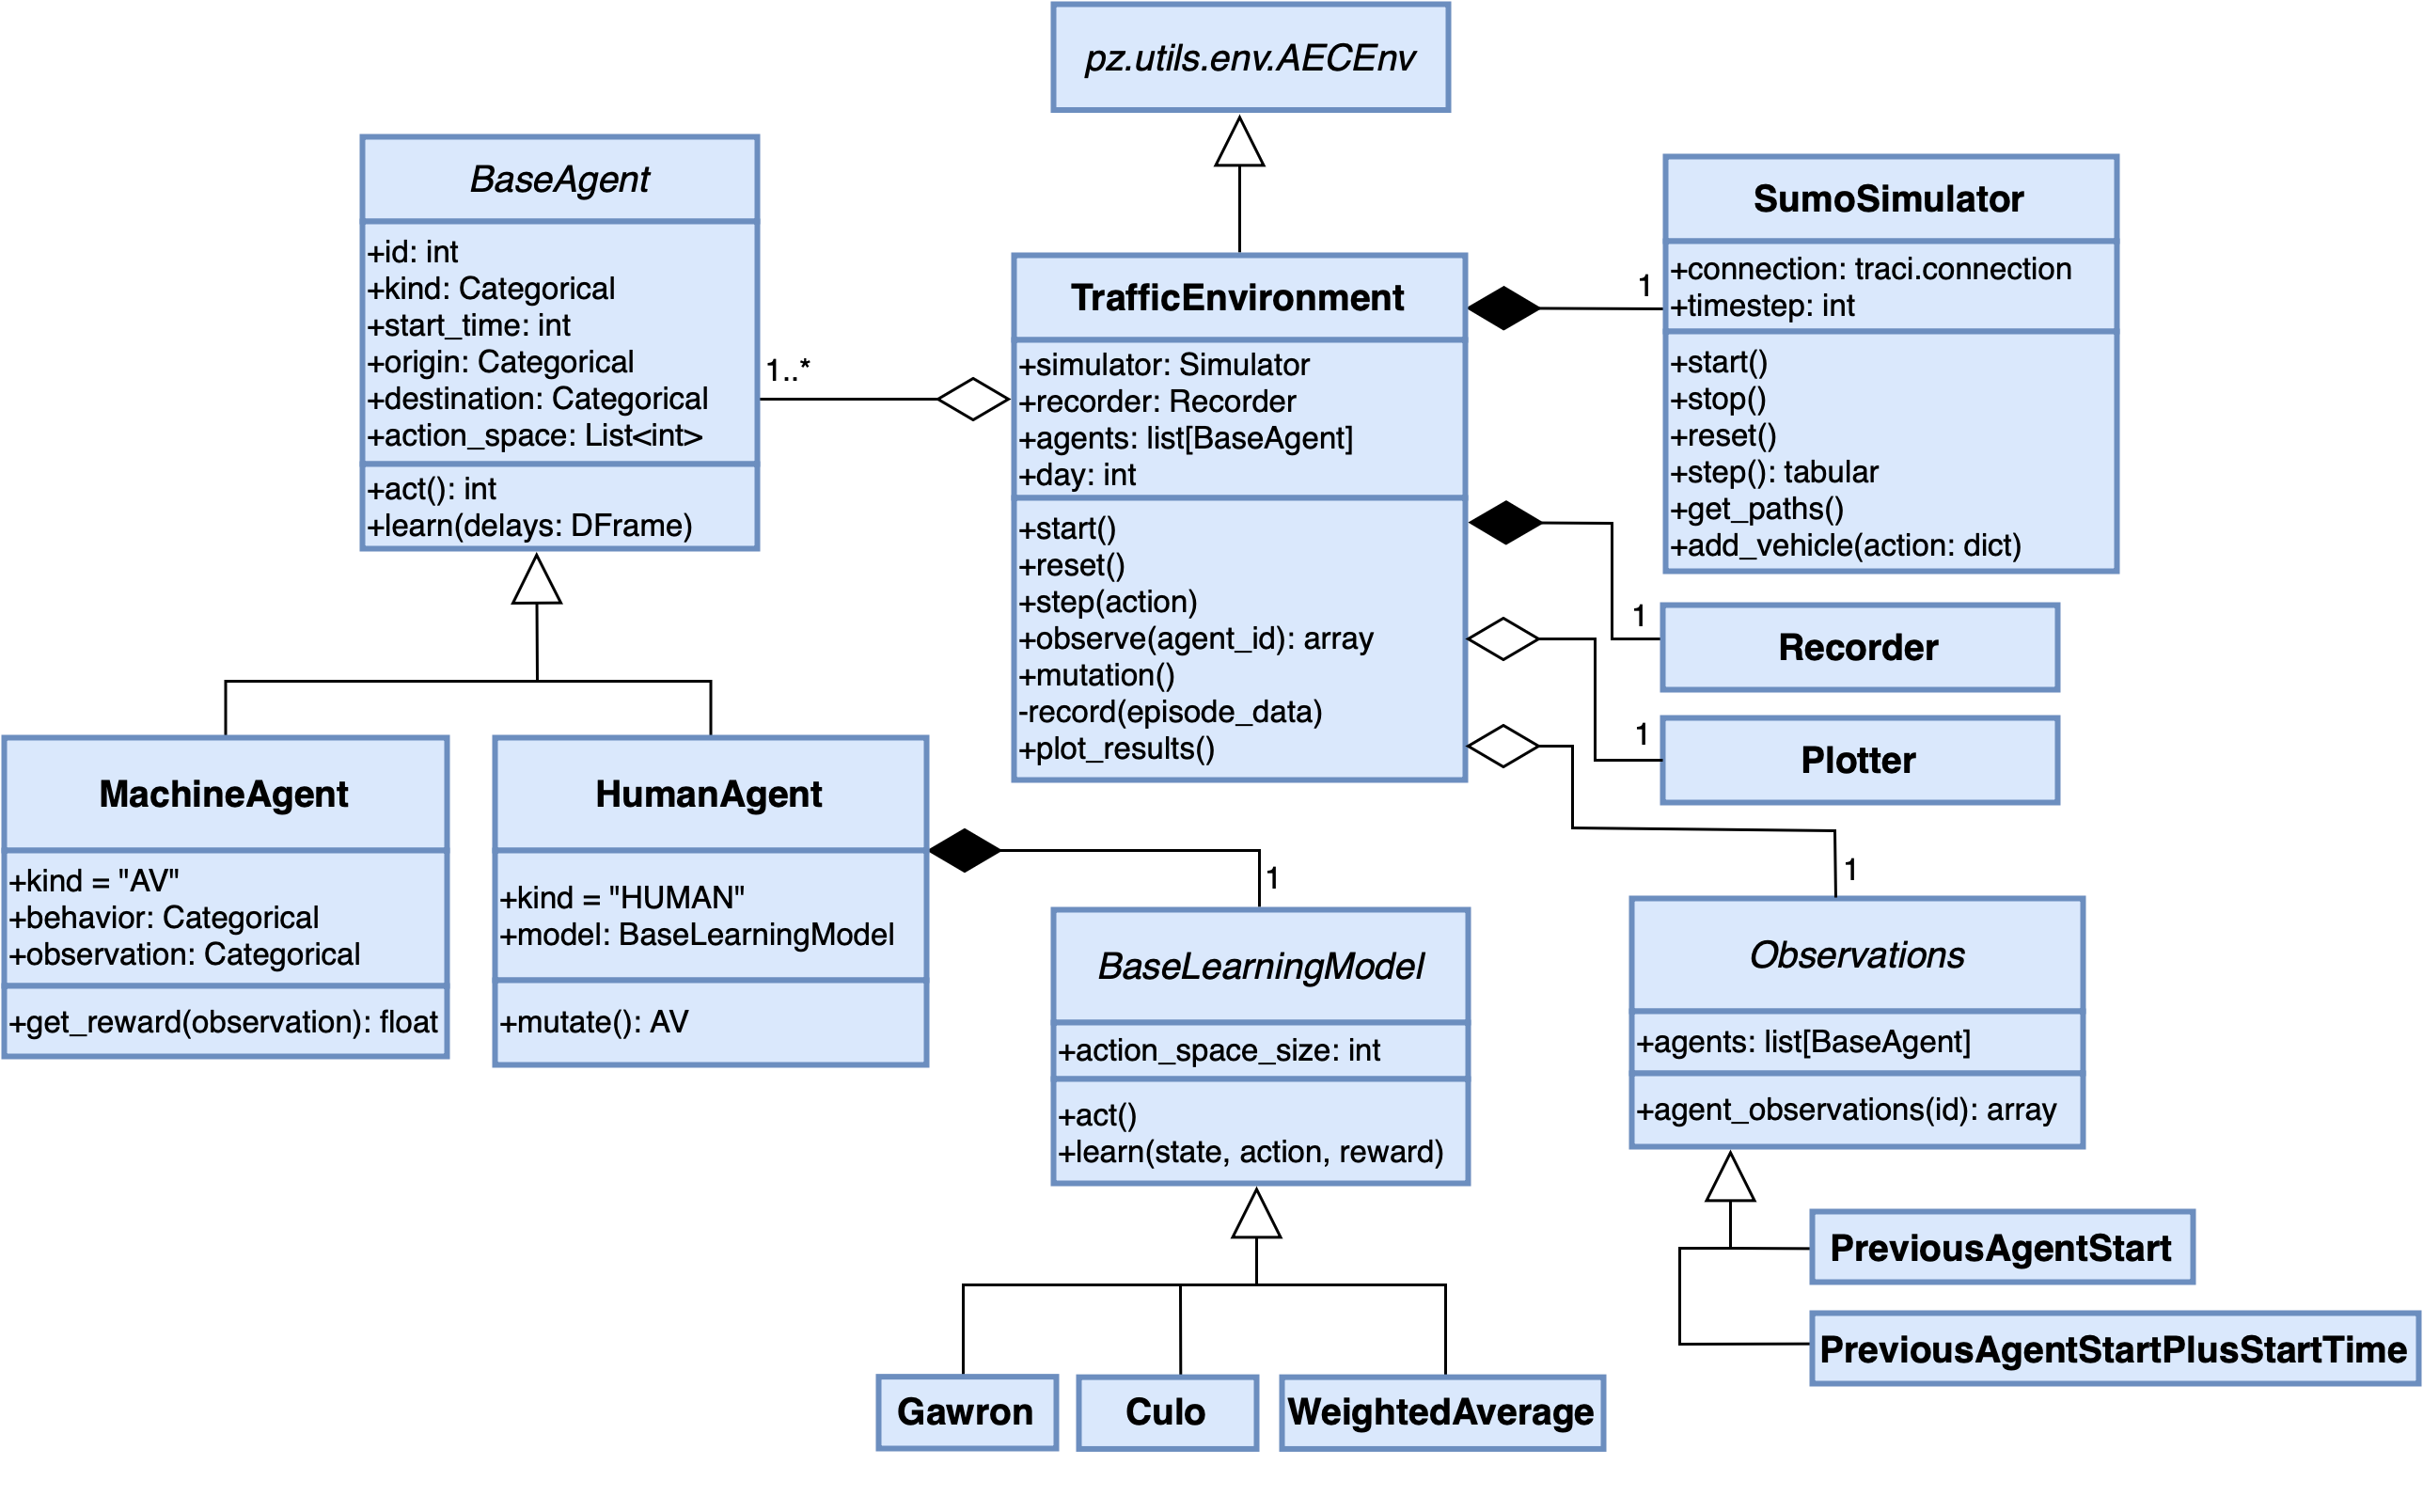 pz.utils.env.AECEnv
BaseAgent
+id: int
+kind: Categorical
+start_time: int
+origin: Categorical
+destination: Categorical
+action_space: List<int>
+act(): int
+learn(delays: DFrame)
1..*
TrafficEnvironment
+simulator: Simulator
+recorder: Recorder
+agents: list[BaseAgent]
+day: int
+start()
+reset()
+step(action)
+observe(agent_id): array
+mutation()
-record(episode_data)
+plot_results()
1
SumoSimulator
+connection: traci.connection
+timestep: int
+start()
+stop()
+reset()
+step(): tabular
+get_paths()
+add_vehicle(action: dict)
1
Recorder
1
Plotter
MachineAgent
+kind = "AV"
+behavior: Categorical
+observation: Categorical
+get_reward(observation): float
HumanAgent
+kind = "HUMAN"
+model: BaseLearningModel
+mutate(): AV
1
BaseLearningModel
+action_space_size: int
+act()
+learn(state, action, reward)
1
Observations
+agents: list[BaseAgent]
+agent_observations(id): array
PreviousAgentStart
PreviousAgentStartPlusStartTime
Gawron
Culo
WeightedAverage